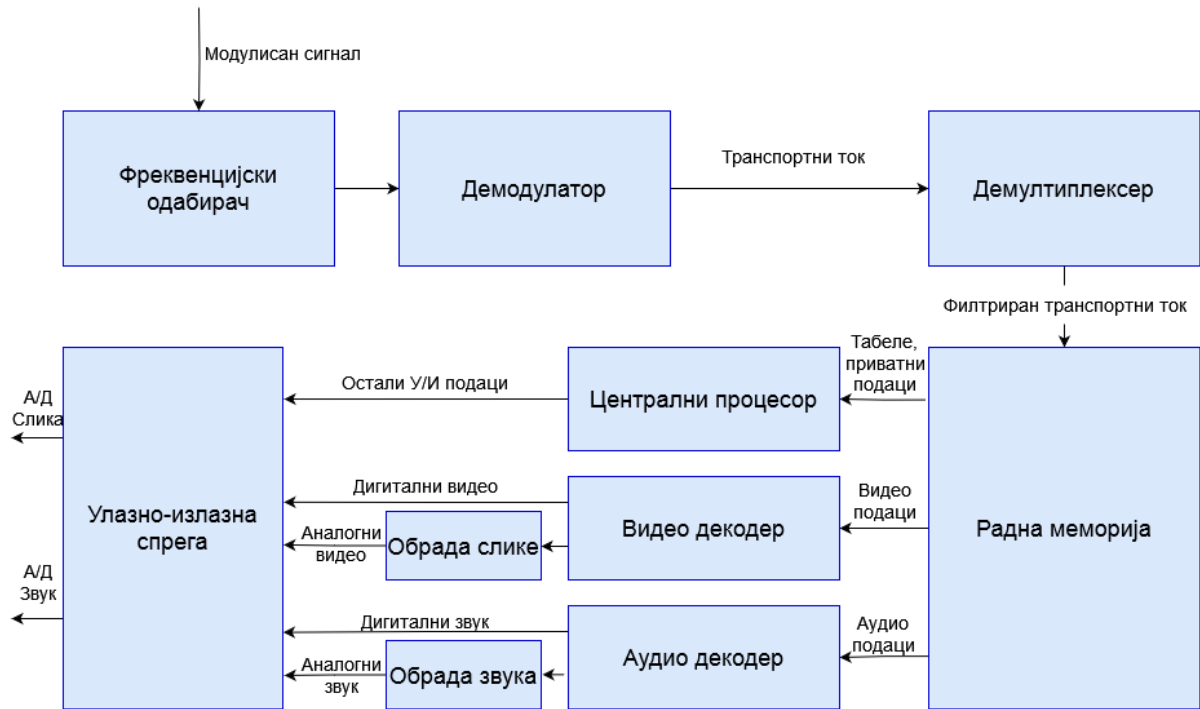 Модулисан сигнал
Фреквенцијски
одабирач
Демодулатор
Транспортни ток
Демултиплексер
Филтриран транспортни ток
Табеле,
приватни
подаци
Остали У/И подаци
Централни процесор
А/Д
Слика
Дигитални видео
Видео
подаци
Улазно-излазна
спрега
Аналогни
видео
Обрада слике
Видео декодер
Радна меморија
А/Д
Звук
Дигитални звук
Аудио
подаци
Аналогни
звук
Обрада звука
Аудио декодер